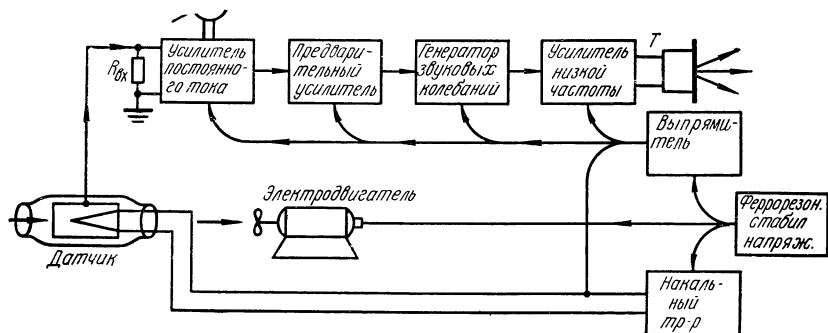 Rвх
Усилитель
постоянно-
го тока
Предвари-
тельный
усилитель
Генератор
звуковых
колебаний
Усилитель
низкой
частоты
Т
Выпрями-
тель
Электродвигатель
Датчик
Феррорезон.
стабил
напряж.
Накаль-
ный
тр-р